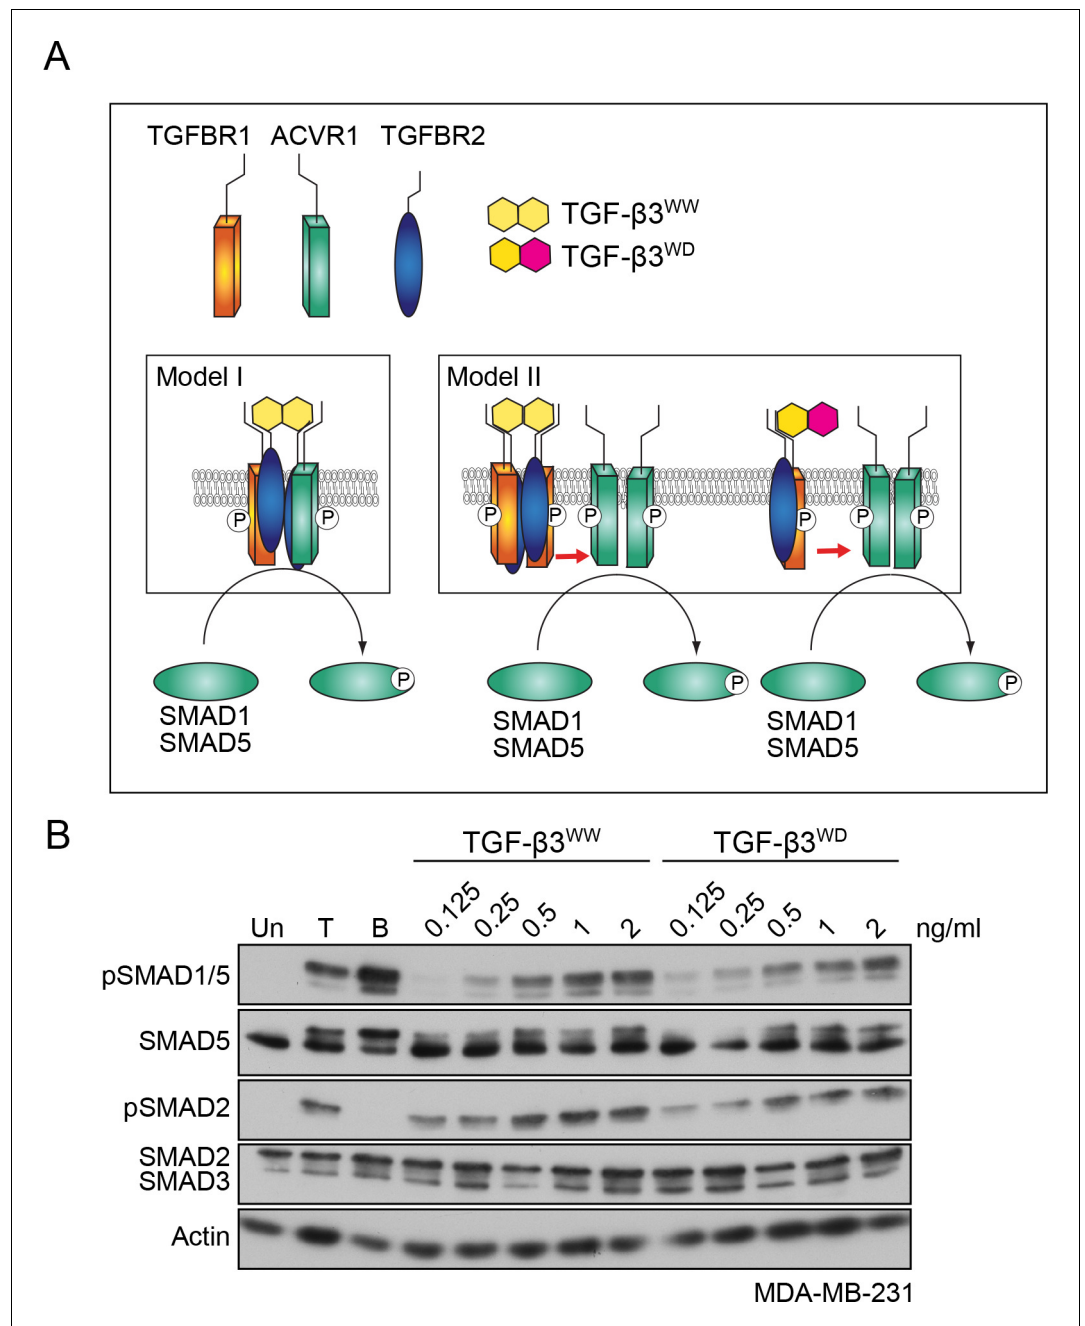 A
TGFBR1 ACVR1 TGFBR2
TGF-β3WW
TGF-β3WD
Model I
Model II
P P P P P P P P P
P P P
SMAD1 SMAD1 SMAD1
SMAD5 SMAD5 SMAD5
B
TGF-β3WW TGF-β3WD
Un T B 0.125 0.25 0.5 1 2 0.125 0.25 0.5 1 2 ng/ml
pSMAD1/5
SMAD5
pSMAD2
SMAD2
SMAD3
Actin
MDA-MB-231